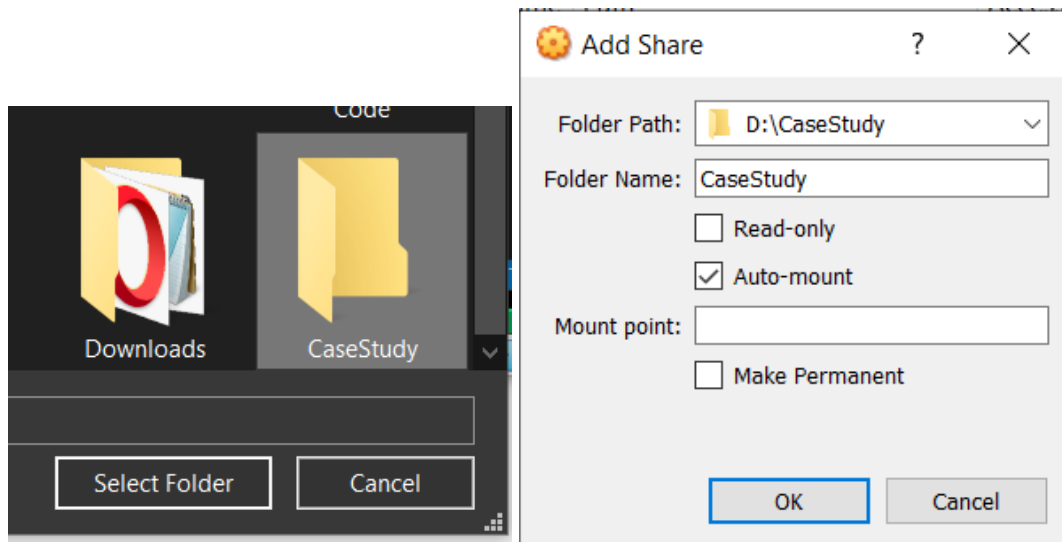 Code
Downloads
CaseStudy
Select Folder
Cancel
Add Share
?
Folder Path:
D:\CaseStudy
Folder Name:
CaseStudy
Read-only
Auto-mount
Mount point:
Make Permanent
OK
Cancel